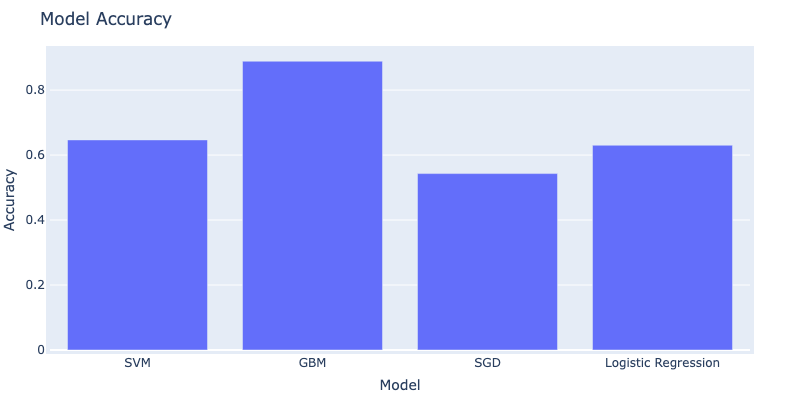 Model Accuracy
Accuracy
0.8
0.6
0.4
0.2
0
SVM
GBM
SGD
Logistic Regression
Model